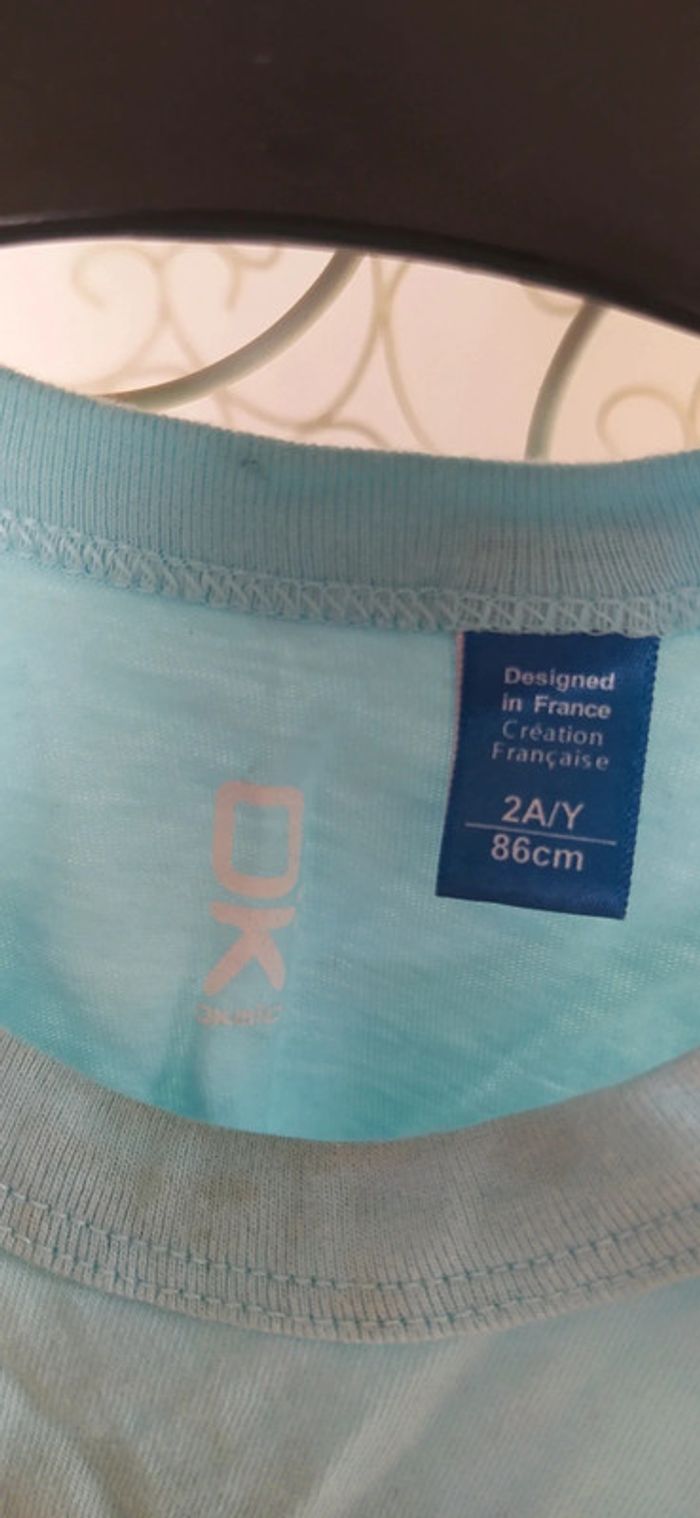 OK
Designed
in France
Création
Française
2A/Y
86cm